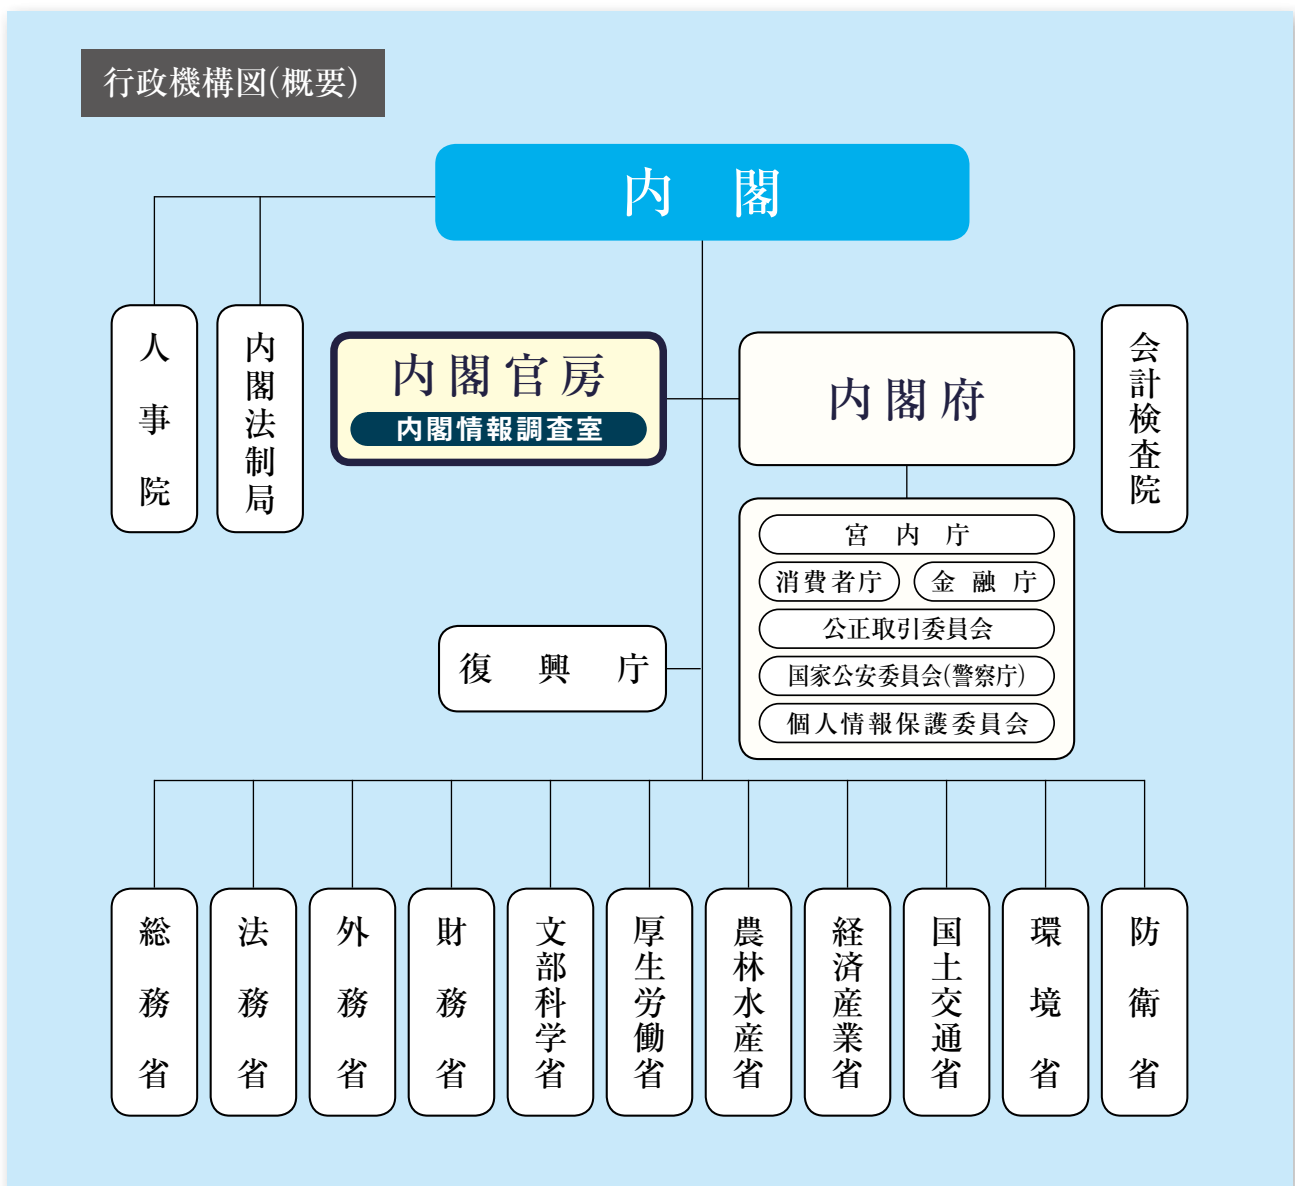 行政機構図(概要)
内閣
人事院
内閣法制局
内閣官房
内閣情報調査室
内閣府
会計検査院
宮内庁
消費者庁
金融庁
公正取引委員会
国家公安委員会(警察庁)
個人情報保護委員会
復興庁
総務省
法務省
外務省
財務省
文部科学省
厚生労働省
農林水産省
経済産業省
国土交通省
環境省
防衛省